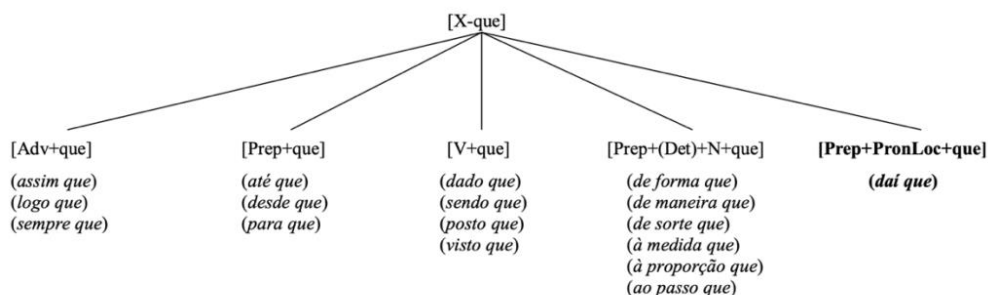 [X-que]
[Adv+que] [Prep+que] [V+que] [Prep+(Det)+N+que] [Prep+PronLoc+que]
(assim que) (até que) (dado que) (de forma que) (daí que)
(logo que) (desde que) (sendo que) (de maneira que)
(sempre que) (para que) (posto que) (de sorte que)
(visto que) (à medida que)
(à proporção que)
(ao passo que)